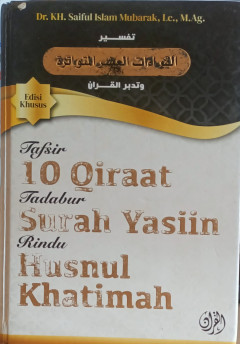 Dr. KH. Saiful Islam Mubarak, Lc., M.Ag.
تفسير
القراءات العشر المتواترة
وتدبر القرآن
Edisi
Khusus
Tafsir
10 Qiraat
Tadabur
Surah Yasiin
Rindu
Husnul
Khatimah
القرآن